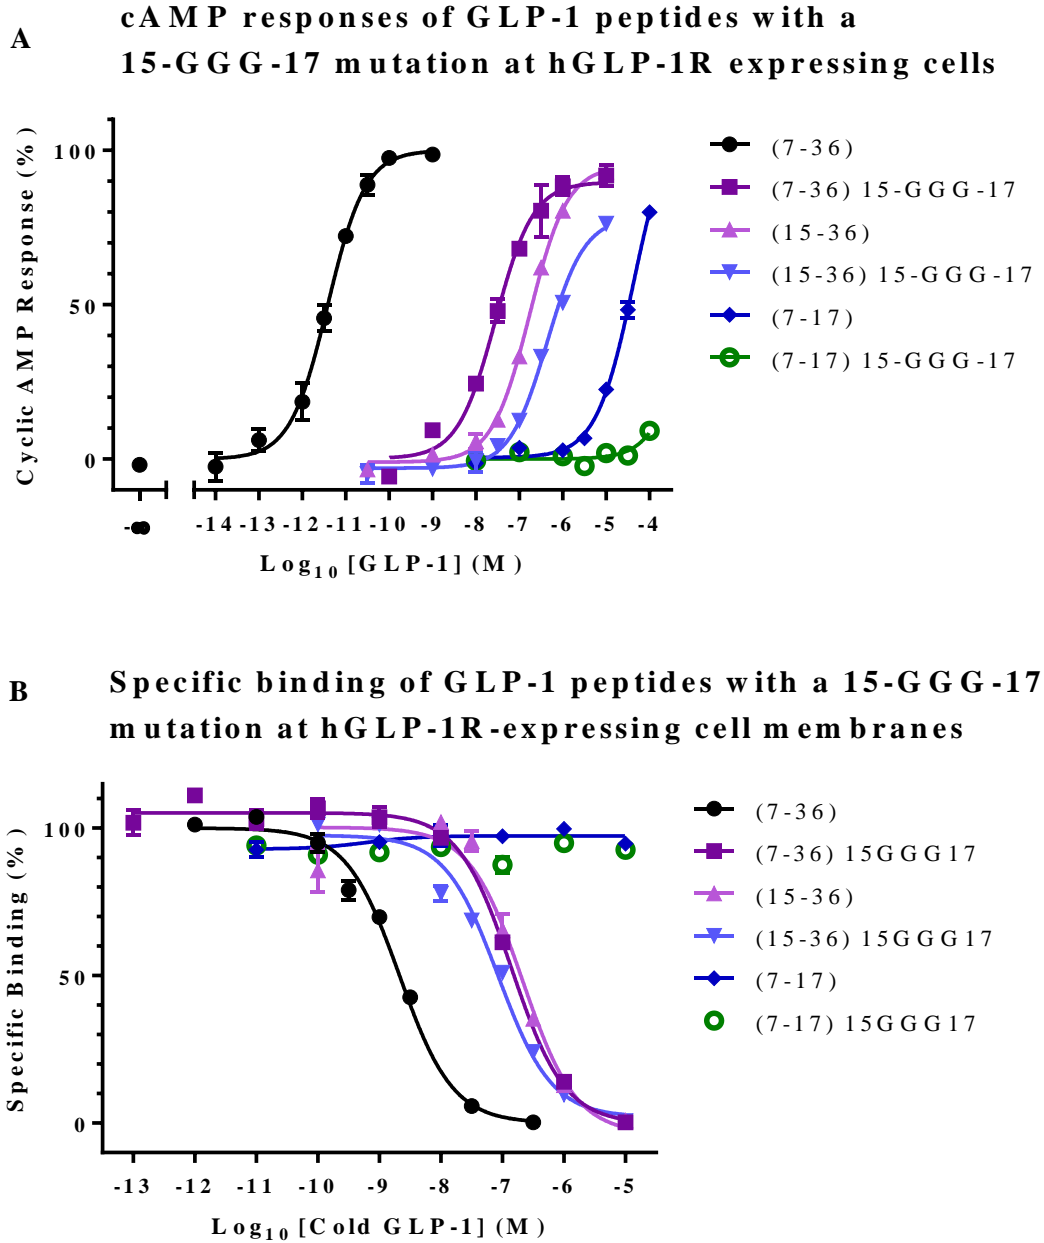 A
cAMP responses of GLP-1 peptides with a
15-GGG-17 mutation at hGLP-1R expressing cells
Cyclic AMP Response (%)
100
50
0
-∞
-14 -13 -12 -11 -10 -9 -8 -7 -6 -5 -4
Log10 [GLP-1] (M)
(7-36)
(7-36) 15-GGG-17
(15-36)
(15-36) 15-GGG-17
(7-17)
(7-17) 15-GGG-17
B
Specific binding of GLP-1 peptides with a 15-GGG-17
mutation at hGLP-1R-expressing cell membranes
Specific Binding (%)
100
50
0
-13 -12 -11 -10 -9 -8 -7 -6 -5
Log10 [Cold GLP-1] (M)
(7-36)
(7-36) 15GGG17
(15-36)
(15-36) 15GGG17
(7-17)
(7-17) 15GGG17